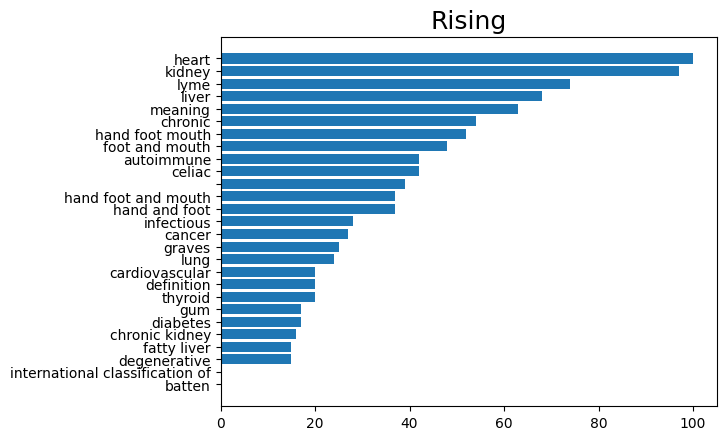 Rising
heart
kidney
lyme
liver
meaning
chronic
hand foot mouth
foot and mouth
autoimmune
celiac
hand foot and mouth
hand and foot
infectious
cancer
graves
lung
cardiovascular
definition
thyroid
gum
diabetes
chronic kidney
fatty liver
degenerative
international classification of
batten
0 20 40 60 80 100